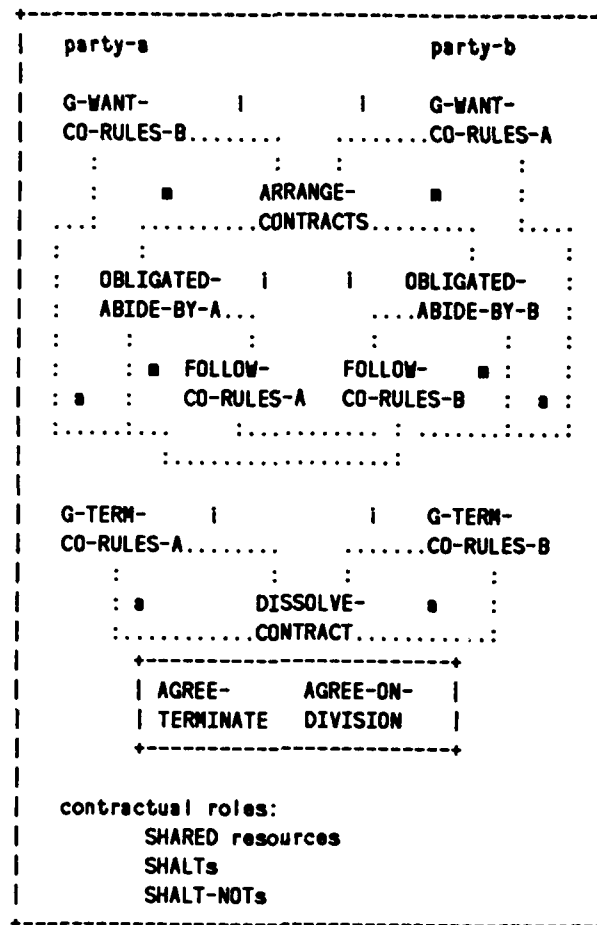 party-a party-b
G-WANT- i i G-WANT-
CO-RULES-B........ ........CO-RULES-A
: : : :
: m ARRANGE- m :
...: ...........CONTRACTS......... :....
: : : :
: OBLIGATED- i i OBLIGATED- :
: ABIDE-BY-A... ....ABIDE-BY-B :
: : : : : :
: : m FOLLOW- FOLLOW- m : :
: a : CO-RULES-A CO-RULES-B : a :
:.....:... :........... : .......:...:
:..................:
G-TERM- i i G-TERM-
CO-RULES-A........ .......CO-RULES-B
: : : :
: a DISSOLVE- a :
:...........CONTRACT...........:
+--------------------------+
| AGREE- AGREE-ON- |
| TERMINATE DIVISION |
+--------------------------+
contractual roles:
SHARED resources
SHALTs
SHALT-NOTs